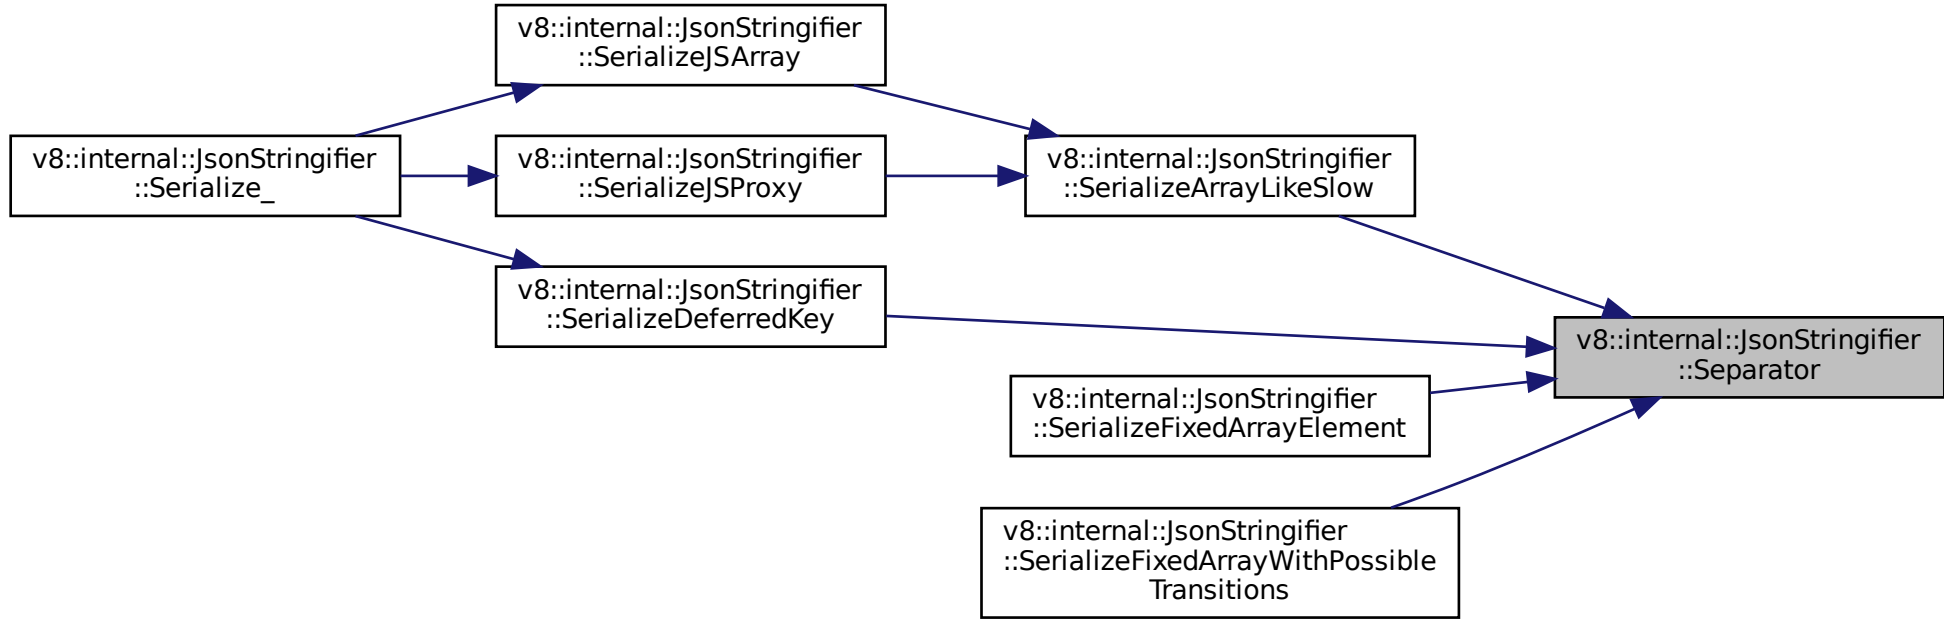 v8::internal::JsonStringifier
::SerializeJSArray
v8::internal::JsonStringifier
::Serialize_
v8::internal::JsonStringifier
::SerializeJSProxy
v8::internal::JsonStringifier
::SerializeArrayLikeSlow
v8::internal::JsonStringifier
::SerializeDeferredKey
v8::internal::JsonStringifier
::Separator
v8::internal::JsonStringifier
::SerializeFixedArrayElement
v8::internal::JsonStringifier
::SerializeFixedArrayWithPossible
Transitions